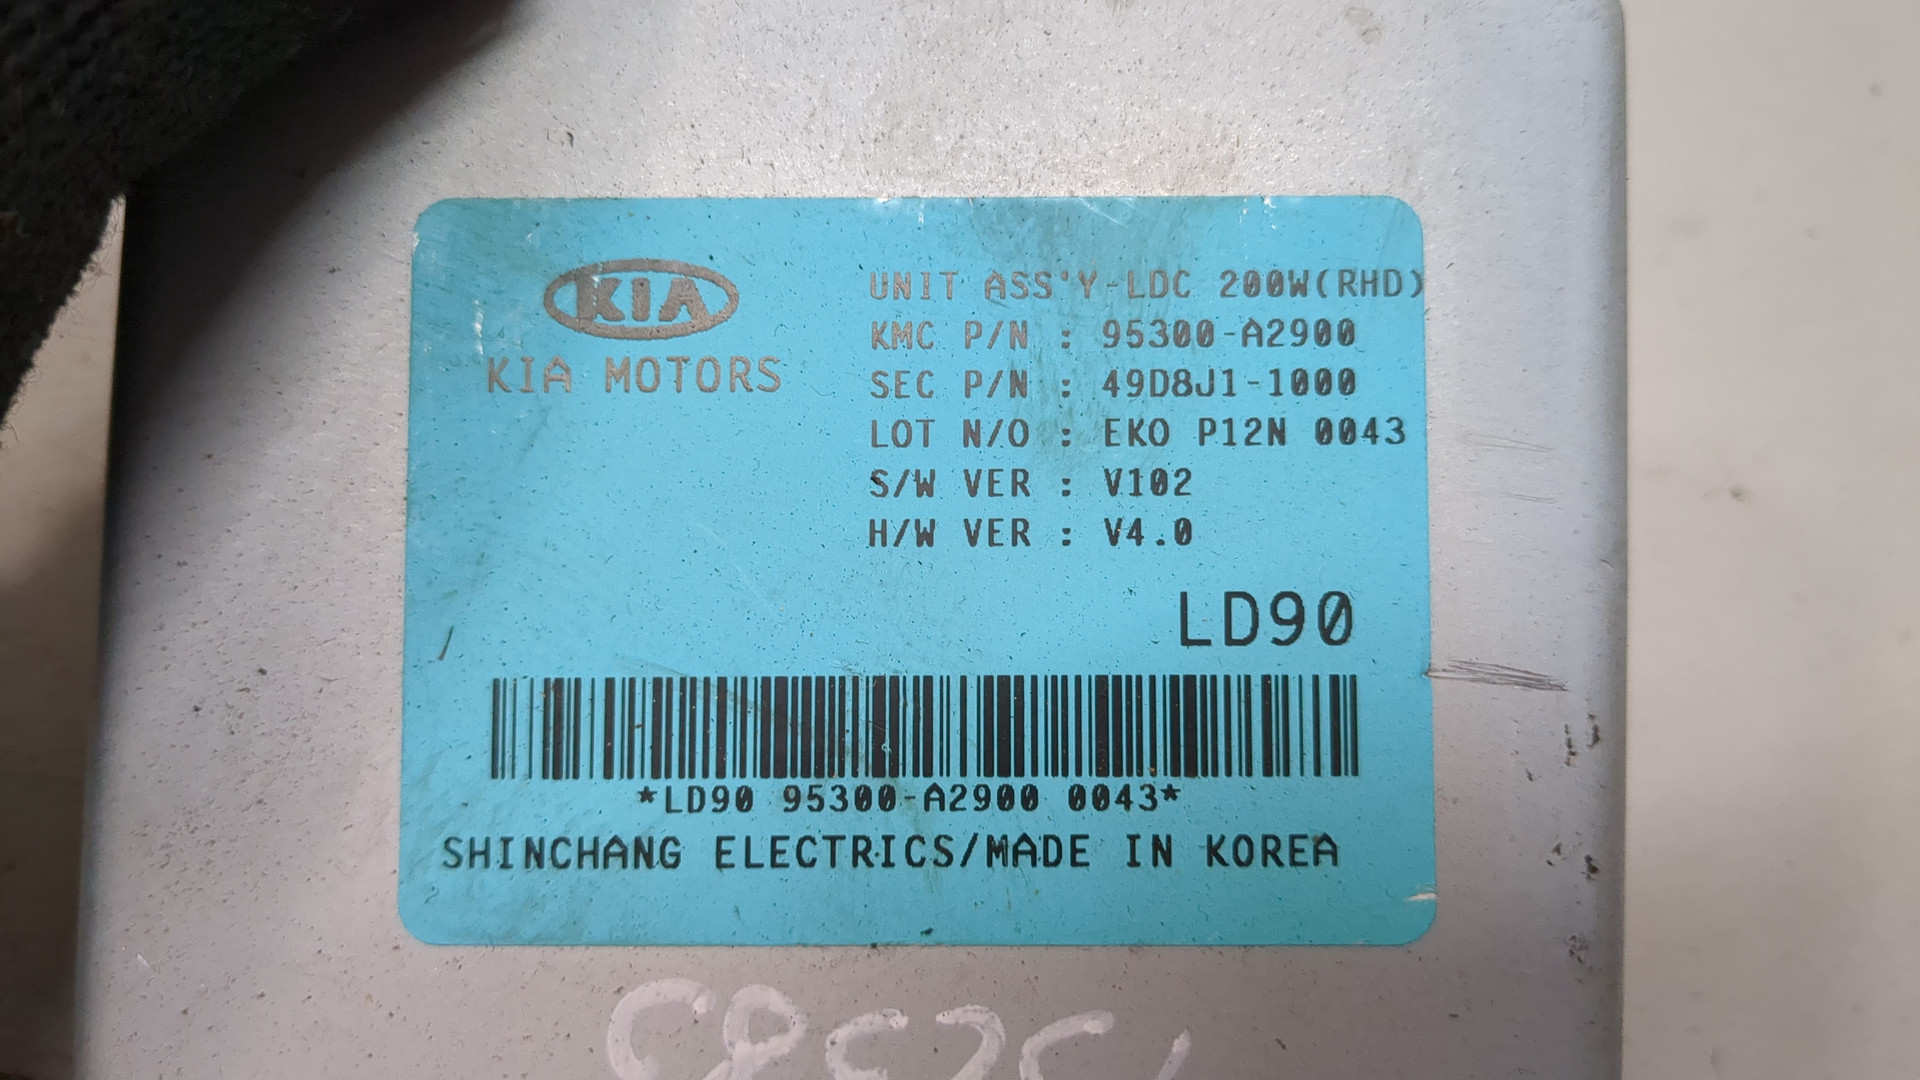 KIA
KIA MOTORS
UNIT ASS'Y-LDC 200W(RHD)
KMC P/N : 95300-A2900
SEC P/N : 49D8J1-1000
LOT N/O : EKO P12N 0043
S/W VER : V102
H/W VER : V4.0
LD90
*LD90 95300-A2900 0043*
SHINCHANG ELECTRICS/MADE IN KOREA